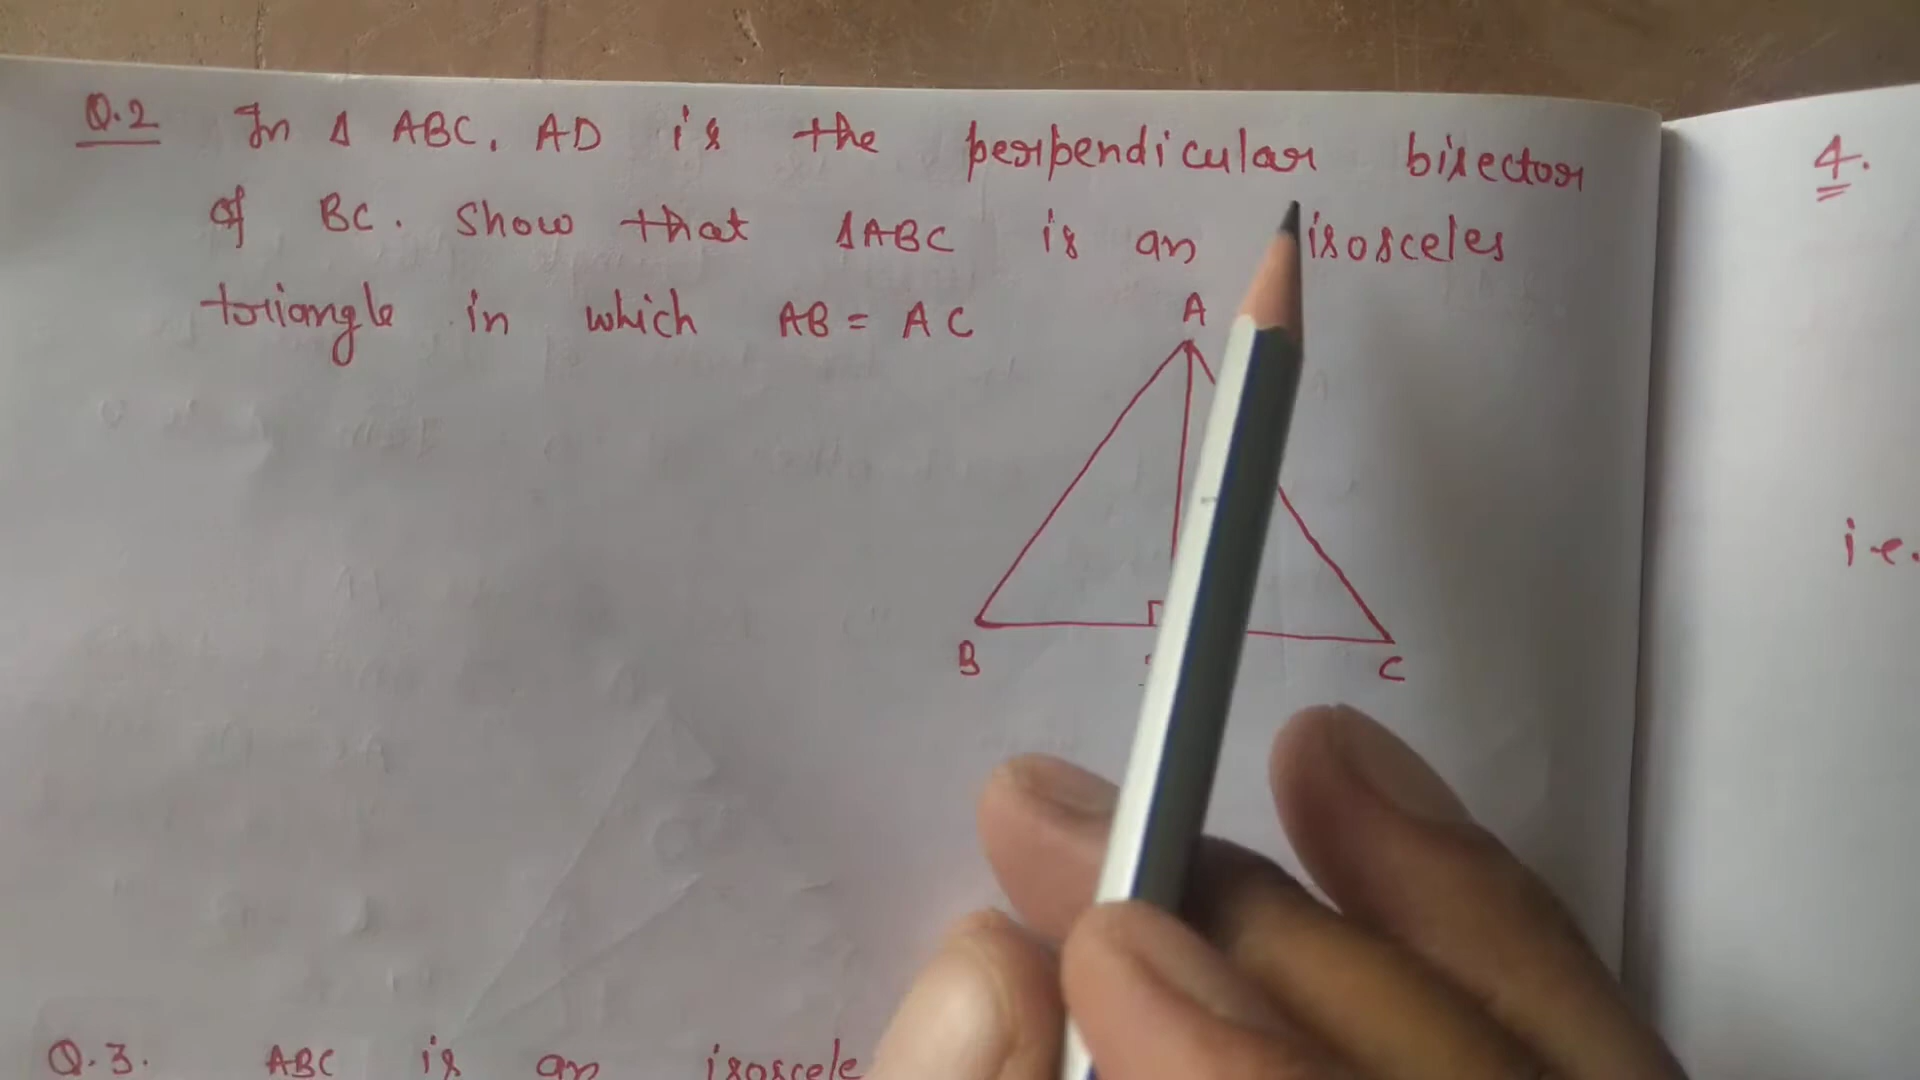 Q.2 In Δ ABC, AD is the perpendicular bisector
of BC. Show that ΔABC is an isosceles
triangle in which AB = AC
A
B
C
Q.3. ABC is an isoscele
4.
i.e.